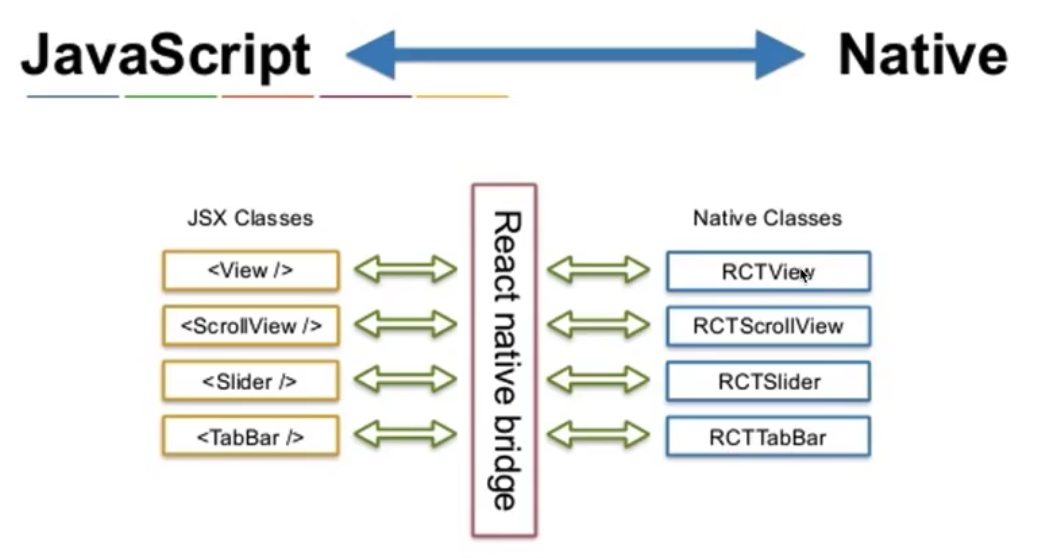 JavaScript
Native
JSX Classes
Native Classes
<View />
<ScrollView />
<Slider />
<TabBar />
React native bridge
RCTView
RCTScrollView
RCTSlider
RCTTabBar